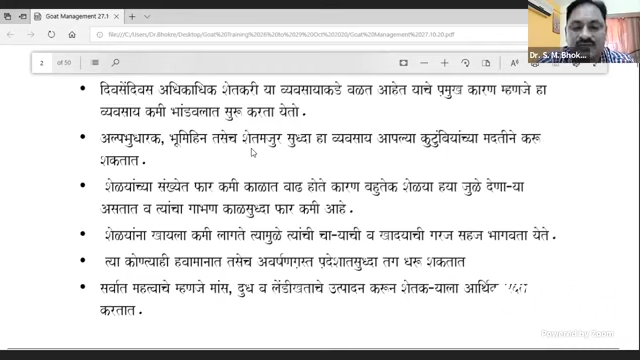 Goat Management 27.1
file:///C:/Users/Dr.Bhokre/Desktop/Goat%20Training%2026%20to%2029%20Oct%202020/Goat%20Management%2027.10.20.pdf
2 of 50
दिवसेंदिवस अधिकाधिक शेतकरी या व्यवसायाकडे वळत आहेत याचे प्रमुख कारण म्हणजे हा
व्यवसाय कमी भांडवलात सुरू करता येतो.
अल्पभुधारक, भूमिहिन तसेच शेतमजुर सुध्दा हा व्यवसाय आपल्या कुटुंवियांच्या मदतीने करू
शकतात.
शेळयांच्या संख्येत फार कमी काळात वाढ होते कारण बहुतेक शेळया हया जुळे देणा-या
असतात व त्यांचा गाभण काळसुध्दा फार कमी आहे.
शेळयांना खायला कमी लागते त्यामुळे त्यांची चा-याची व खादयाची गरज सहज भागवता येते.
त्या कोण्त्याही हवामानात तसेच अवर्षणग्रस्त प्रदेशातसुध्दा तग धरू शकतात
सर्वात महत्वाचे म्हणजे मांस, दुध व लेंडीखताचे उत्पादन करून शेतक-याला आर्थिक
करतात.
Dr. S. M. Bhok...
Powered by Zoom